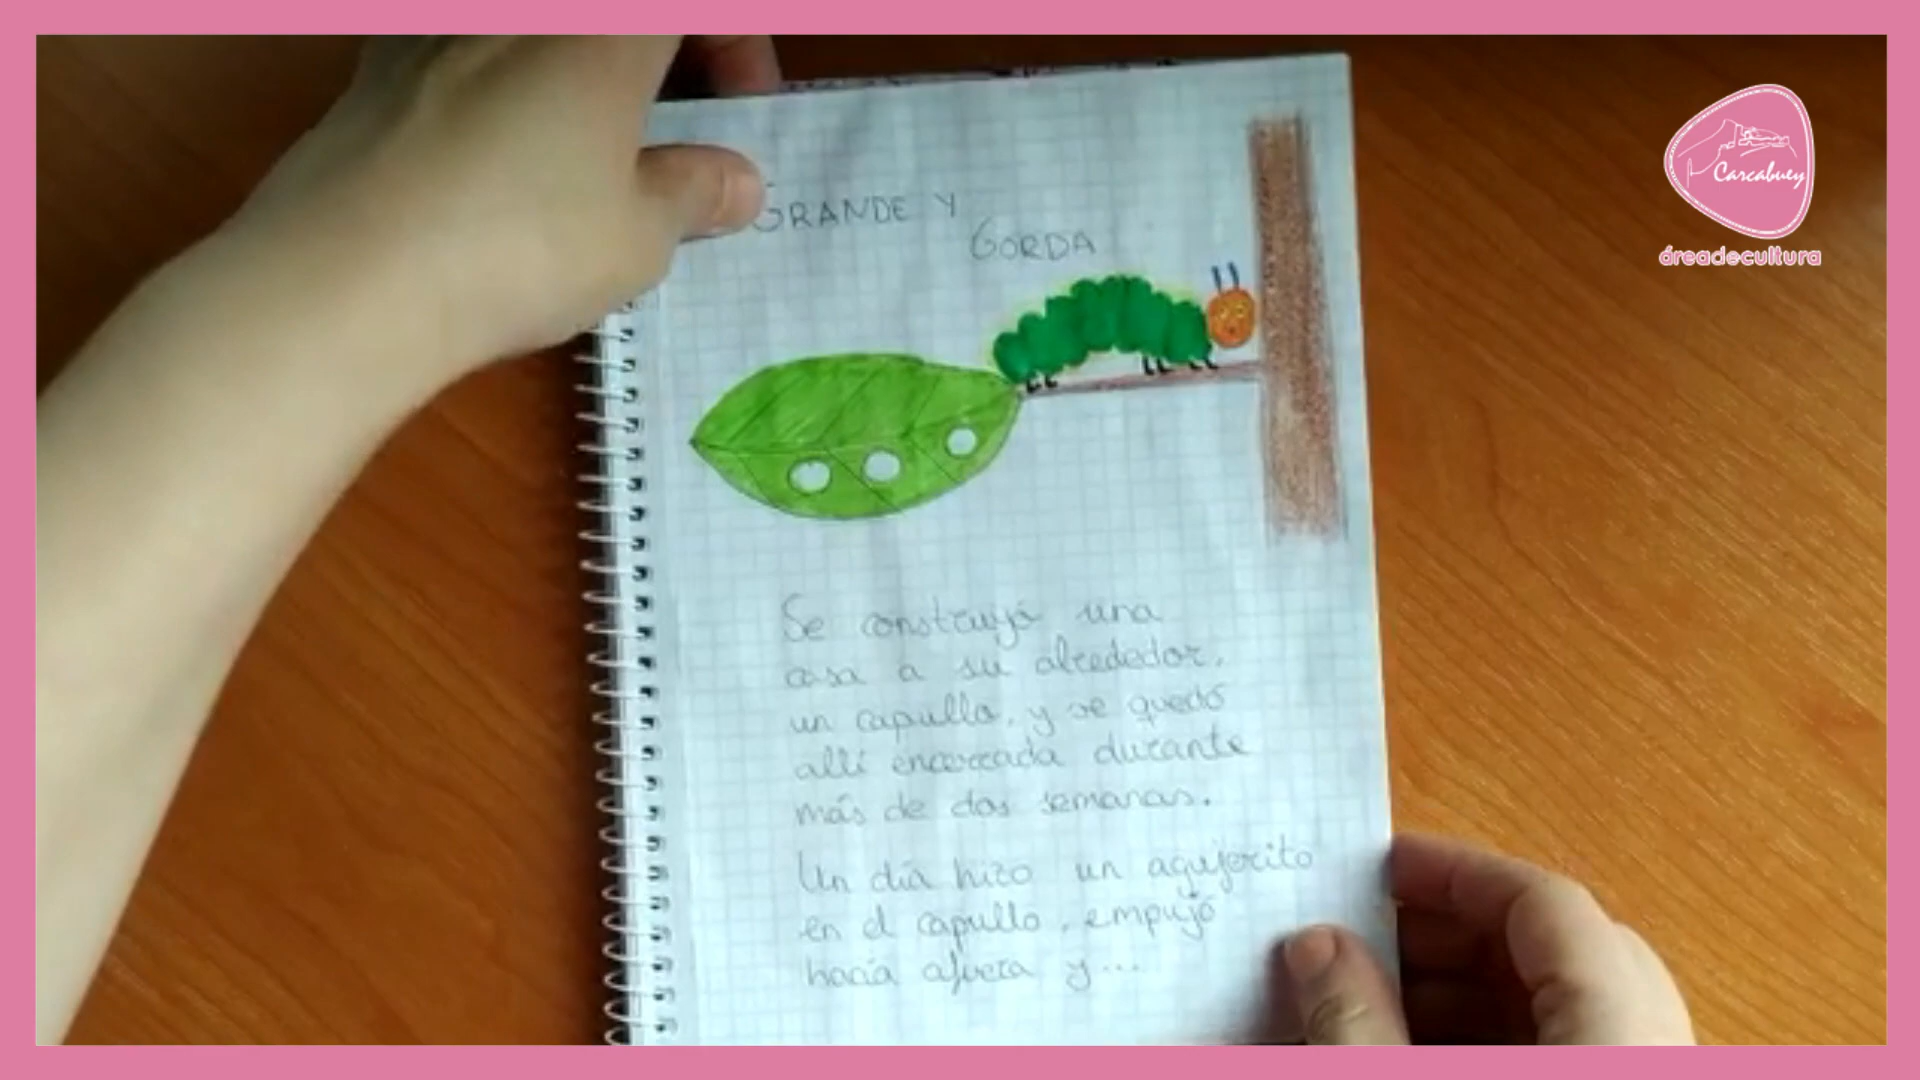 GRANDE Y
GORDA
Se construyó una
casa a su alrededor,
un capullo, y se quedó
allí encerrada durante
más de dos semanas.
Un día hizo un agujerito
en el capullo, empujó
hacia afuera y...
Carcabuey
áreadecultura